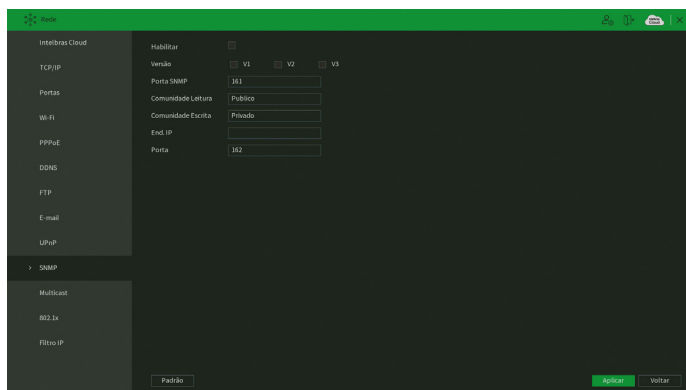 Rede
Intelbras Cloud
TCP/IP
Portas
Wi-Fi
PPPoE
DDNS
FTP
E-mail
UPnP
SNMP
Multicast
802.1x
Filtro IP
Habilitar
Versão V1 V2 V3
Porta SNMP 161
Comunidade Leitura Publico
Comunidade Escrita Privado
End. IP
Porta 162
Padrão Aplicar Voltar